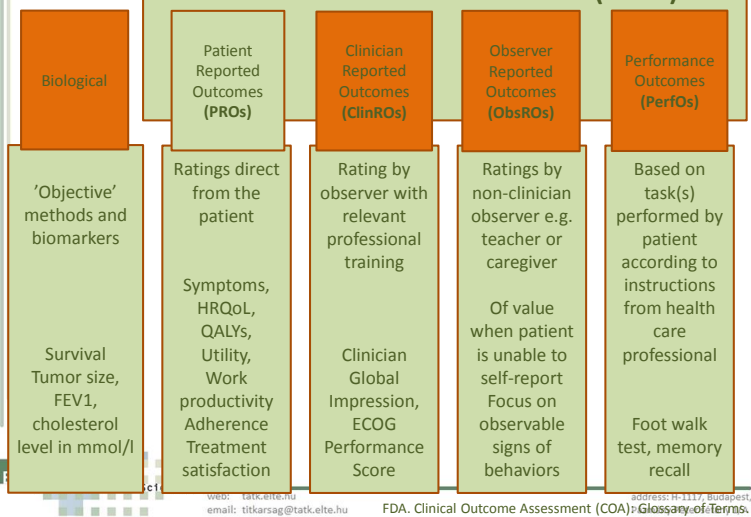 Biological
Patient
Reported
Outcomes
(PROs)
Clinician
Reported
Outcomes
(ClinROs)
Observer
Reported
Outcomes
(ObsROs)
Performance
Outcomes
(PerfOs)
’Objective’
methods and
biomarkers
Survival
Tumor size,
FEV1,
cholesterol
level in mmol/l
Ratings direct
from the
patient
Symptoms,
HRQoL,
QALYs,
Utility,
Work
productivity
Adherence
Treatment
satisfaction
Rating by
observer with
relevant
professional
training
Clinician
Global
Impression,
ECOG
Performance
Score
Ratings by
non-clinician
observer e.g.
teacher or
caregiver
Of value
when patient
is unable to
self-report
Focus on
observable
signs of
behaviors
Based on
task(s)
performed by
patient
according to
instructions
from health
care
professional
Foot walk
test, memory
recall
web: tatk.elte.hu
email: titkarsag@tatk.elte.hu
address: H-1117, Budapest,
FDA. Clinical Outcome Assessment (COA): Glossary of Terms.